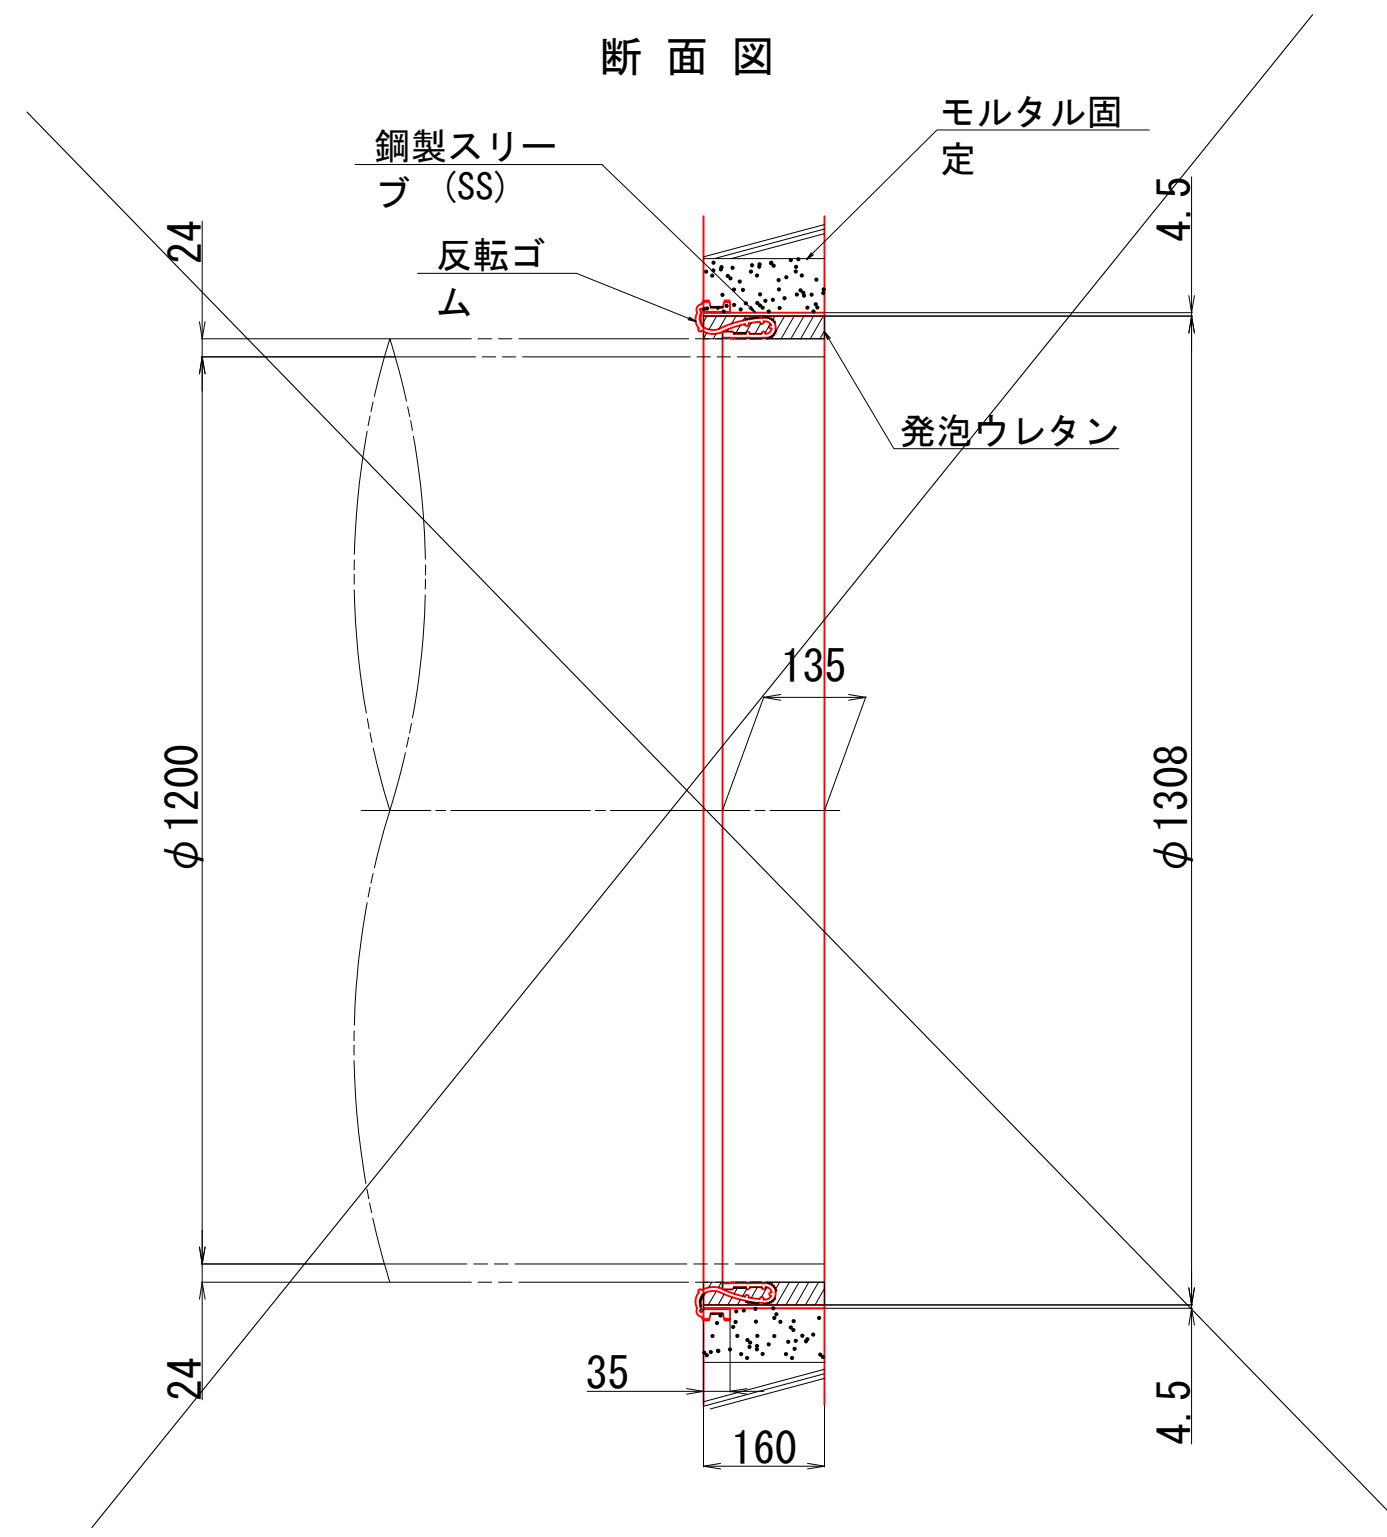 断面図
モルタル固
定
鋼製スリー
ブ (SS)
反転ゴ
ム
24
4.5
発泡ウレタン
135
φ1200
φ1308
35
24
4.5
160